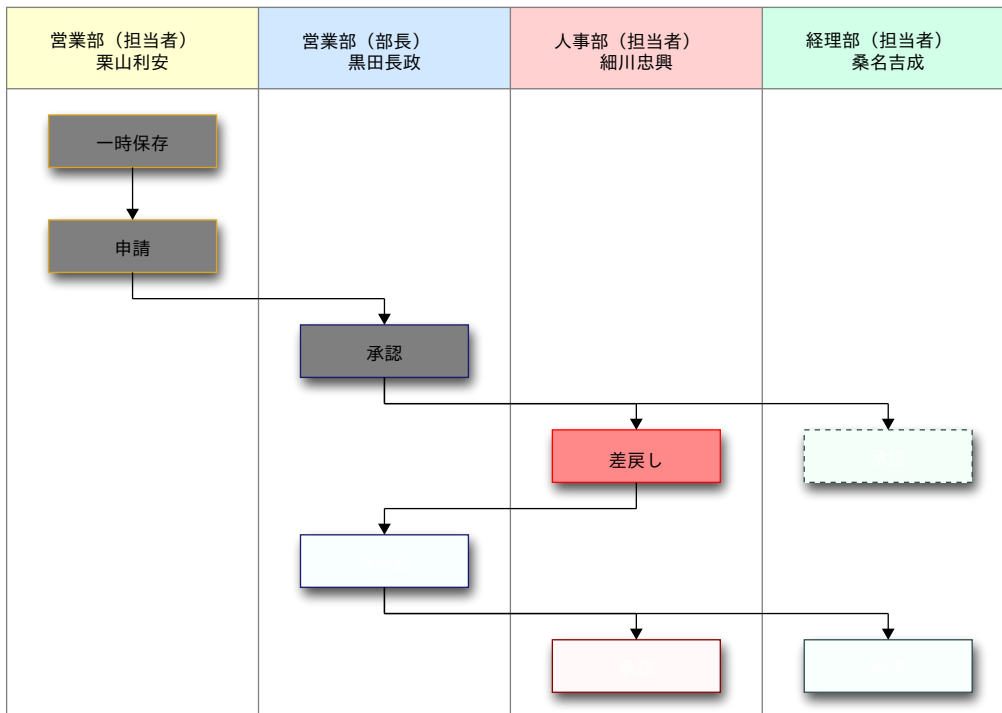 営業部（担当者）
栗山利安
営業部（部長）
黒田長政
人事部（担当者）
細川忠興
経理部（担当者）
桑名吉成
一時保存
申請
承認
差戻し